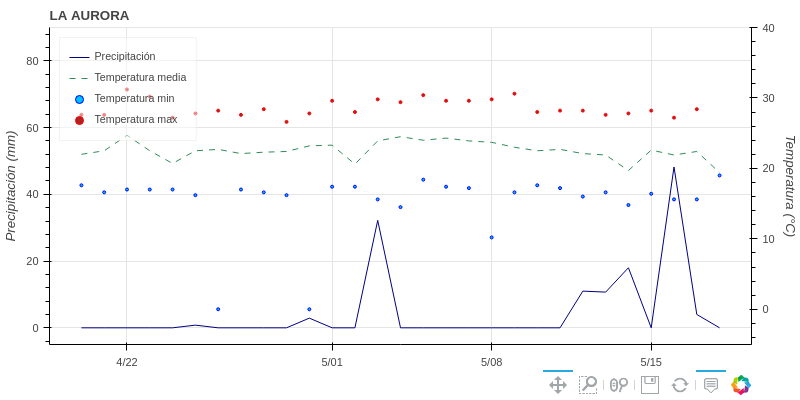 LA AURORA
Precipitación
Temperatura media
Temperatura min
Temperatura max
Precipitación (mm)
80
60
40
20
0
Temperatura (°C)
40
30
20
10
0
4/22
5/01
5/08
5/15